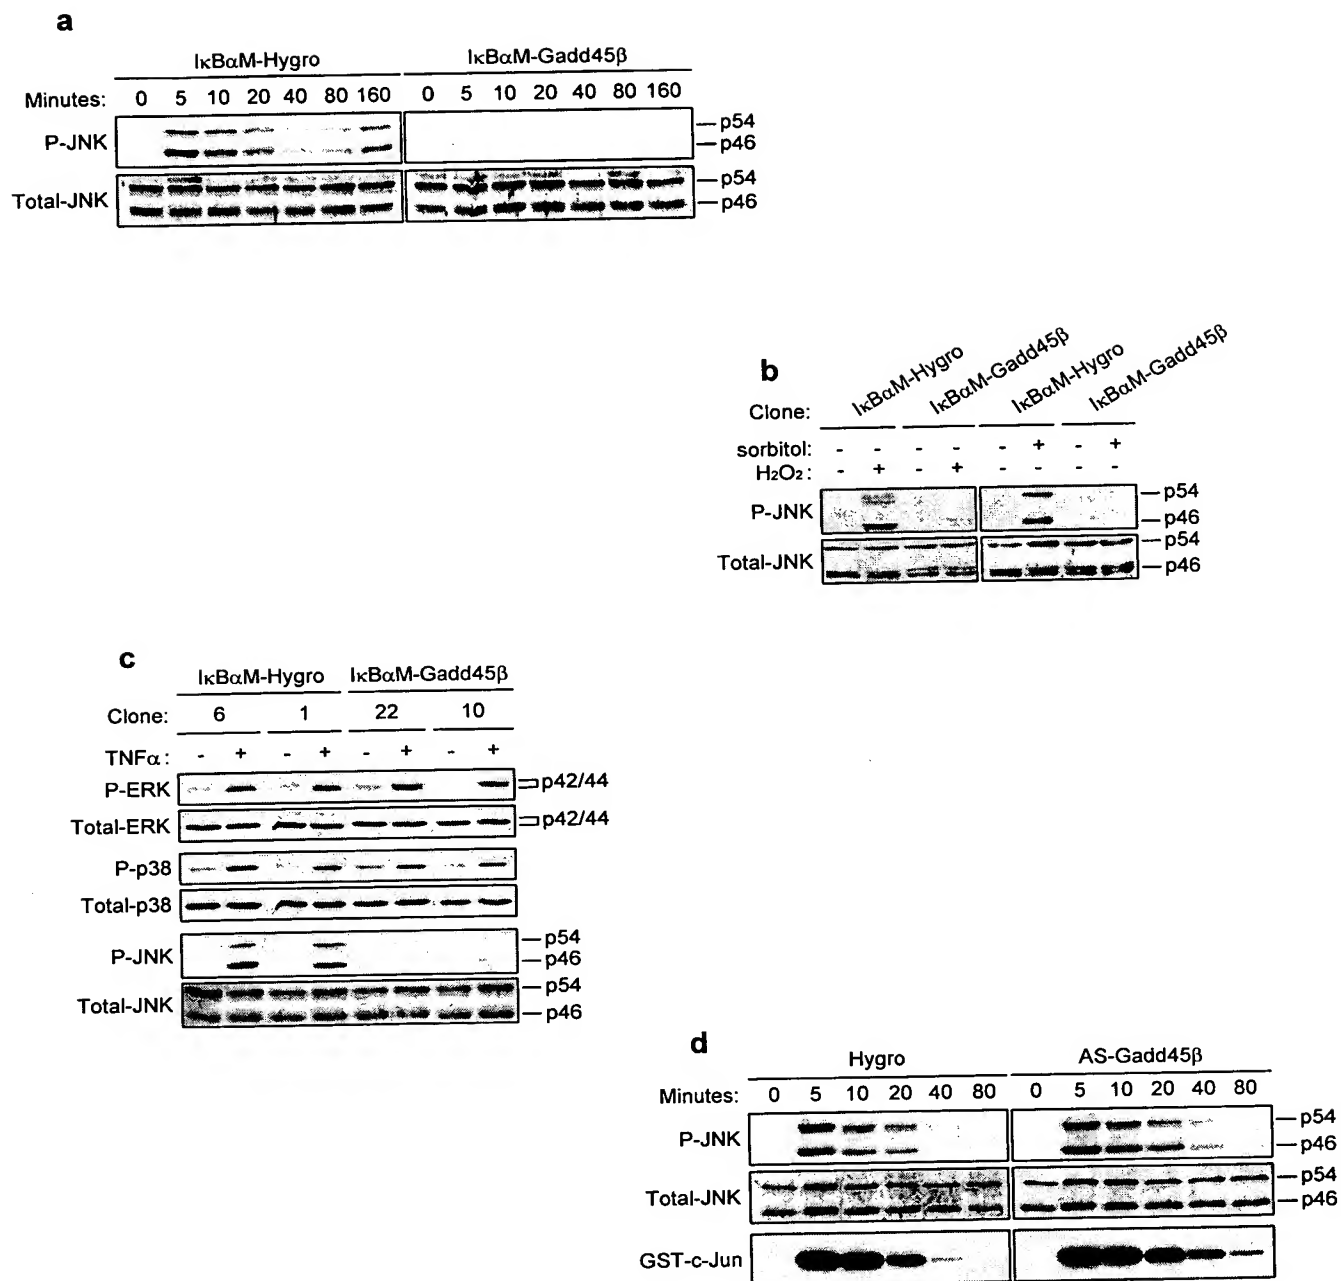 a
IκBαM-Hygro IκBαM-Gadd45β
Minutes: 0 5 10 20 40 80 160 0 5 10 20 40 80 160
P-JNK p54
p46
Total-JNK p54
p46
b
Clone: IκBαM-Hygro IκBαM-Gadd45β IκBαM-Hygro IκBαM-Gadd45β
sorbitol: - - - - - + - +
H₂O₂: - + - + - - - -
P-JNK p54
p46
Total-JNK p54
p46
c
IκBαM-Hygro IκBαM-Gadd45β
Clone: 6 1 22 10
TNFα: - + - + - + - +
P-ERK p42/44
Total-ERK p42/44
P-p38
Total-p38
P-JNK p54
p46
Total-JNK p54
p46
d
Hygro AS-Gadd45β
Minutes: 0 5 10 20 40 80 0 5 10 20 40 80
P-JNK p54
p46
Total-JNK p54
p46
GST-c-Jun